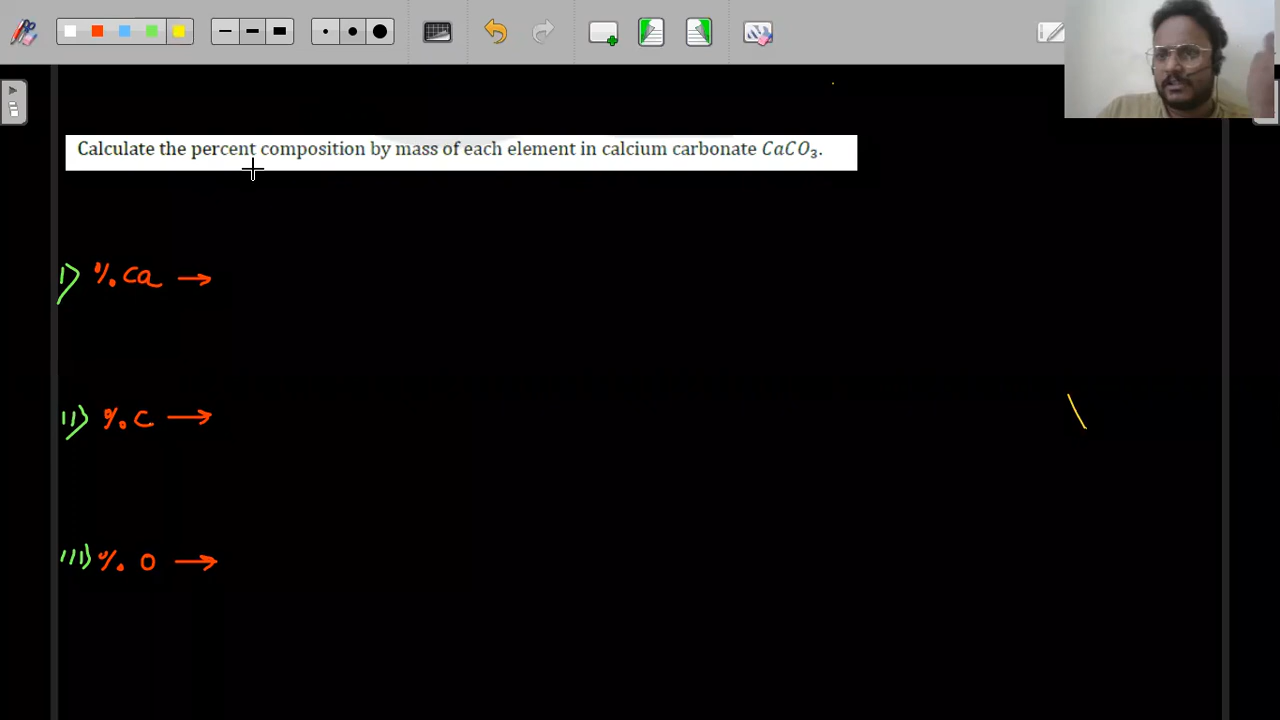 Calculate the percent composition by mass of each element in calcium carbonate CaCO₃.
i) % Ca →
ii) % C →
iii) % O →